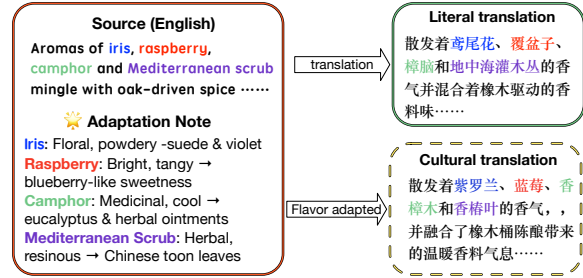 Source (English)
Aromas of iris, raspberry,
camphor and Mediterranean scrub
mingle with oak-driven spice ……
Adaptation Note
Iris: Floral, powdery -suede & violet
Raspberry: Bright, tangy →
blueberry-like sweetness
Camphor: Medicinal, cool →
eucalyptus & herbal ointments
Mediterranean Scrub: Herbal,
resinous → Chinese toon leaves
translation
Flavor adapted
Literal translation
散发着鸢尾花、覆盆子、
樟脑和地中海灌木丛的香
气并混合着橡木驱动的香
料味……
Cultural translation
散发着紫罗兰、蓝莓、香
樟木和香椿叶的香气，,
并融合了橡木桶陈酿带来
的温暖香料气息……